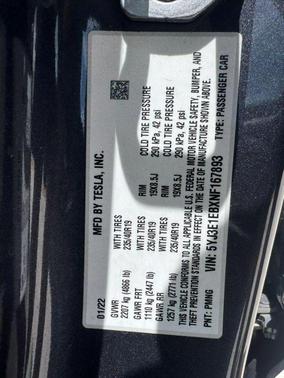 MFD BY TESLA, INC.
01/22
GVWR
2207 kg (4866 lb)
GAWR FRT WITH TIRES RIM COLD TIRE PRESSURE
1110 kg (2447 lb) 235/40R19 19X8.5J 290 kPa, 42 psi
GAWR RR WITH TIRES RIM COLD TIRE PRESSURE
1257 kg (2771 lb) 235/40R19 19X8.5J 290 kPa, 42 psi
THIS VEHICLE CONFORMS TO ALL APPLICABLE U.S. FEDERAL MOTOR VEHICLE SAFETY, BUMPER, AND
THEFT PREVENTION STANDARDS IN EFFECT ON THE DATE OF MANUFACTURE SHOWN ABOVE.
PNT: PMNG VIN: 5YJ3E1EBXNF167893 TYPE: PASSENGER CAR